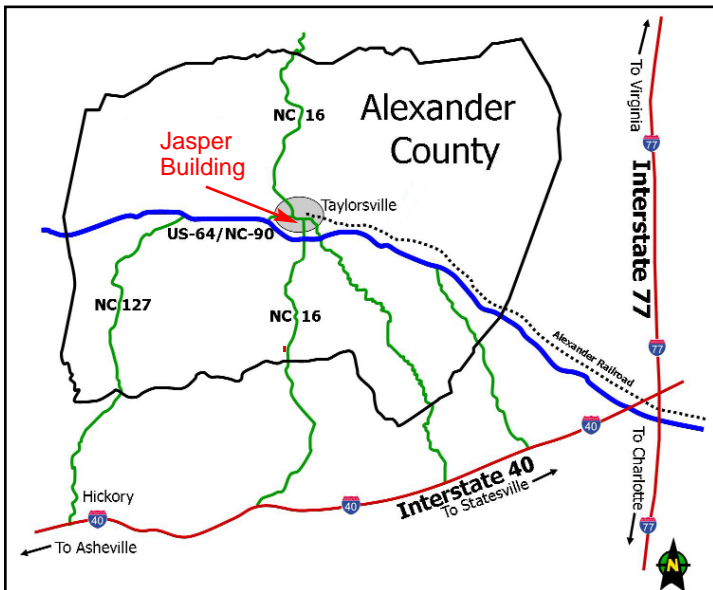 To Virginia
77
Alexander
County
NC 16
Jasper
Building
77
Interstate 77
Taylorsville
US-64/NC-90
NC 127
NC 16
Alexander Railroad
77
40
To Charlotte
Interstate 40
To Statesville
Hickory
40
40
To Asheville
77
N